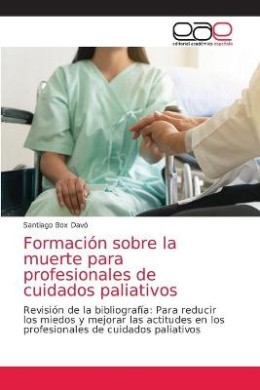 eae
editorial académica española
Santiago Box Davó
Formación sobre la
muerte para
profesionales de
cuidados paliativos
Revisión de la bibliografía: Para reducir
los miedos y mejorar las actitudes en los
profesionales de cuidados paliativos